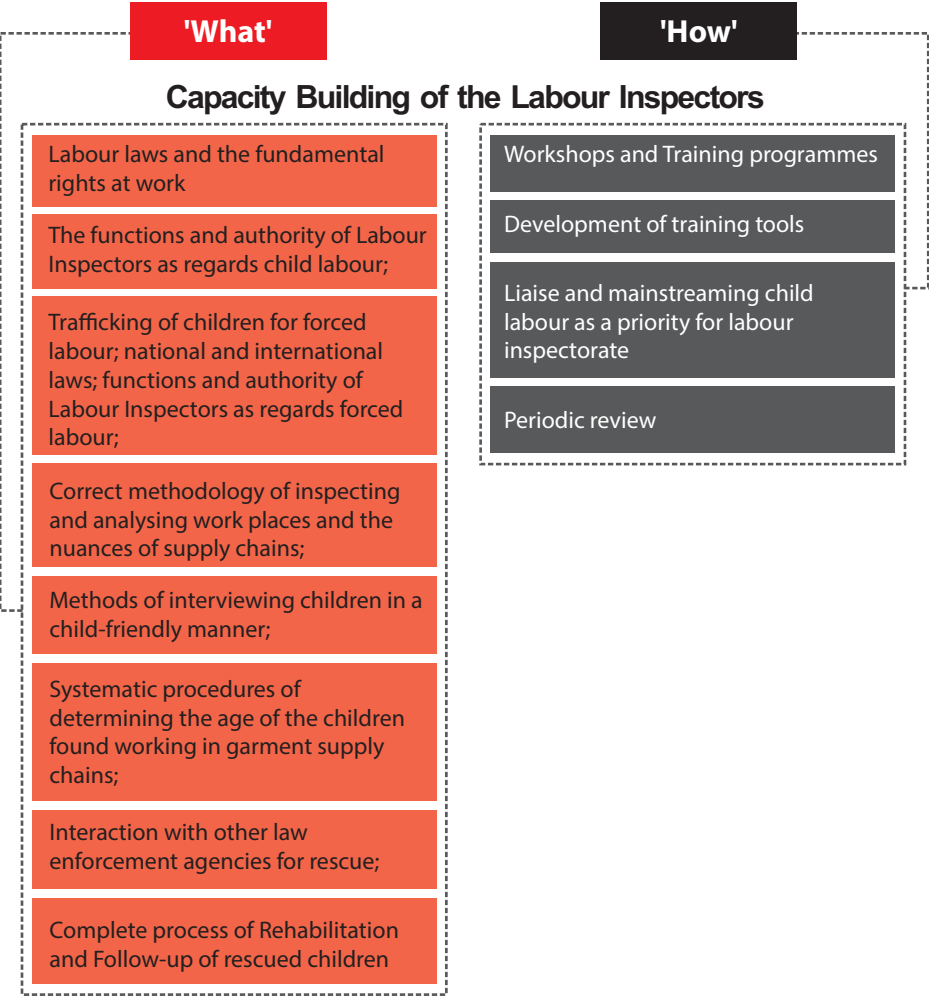 'What'
'How'
Capacity Building of the Labour Inspectors
Labour laws and the fundamental
rights at work
The functions and authority of Labour
Inspectors as regards child labour;
Trafficking of children for forced
labour; national and international
laws; functions and authority of
Labour Inspectors as regards forced
labour;
Correct methodology of inspecting
and analysing work places and the
nuances of supply chains;
Methods of interviewing children in a
child-friendly manner;
Systematic procedures of
determining the age of the children
found working in garment supply
chains;
Interaction with other law
enforcement agencies for rescue;
Complete process of Rehabilitation
and Follow-up of rescued children
Workshops and Training programmes
Development of training tools
Liaise and mainstreaming child
labour as a priority for labour
inspectorate
Periodic review